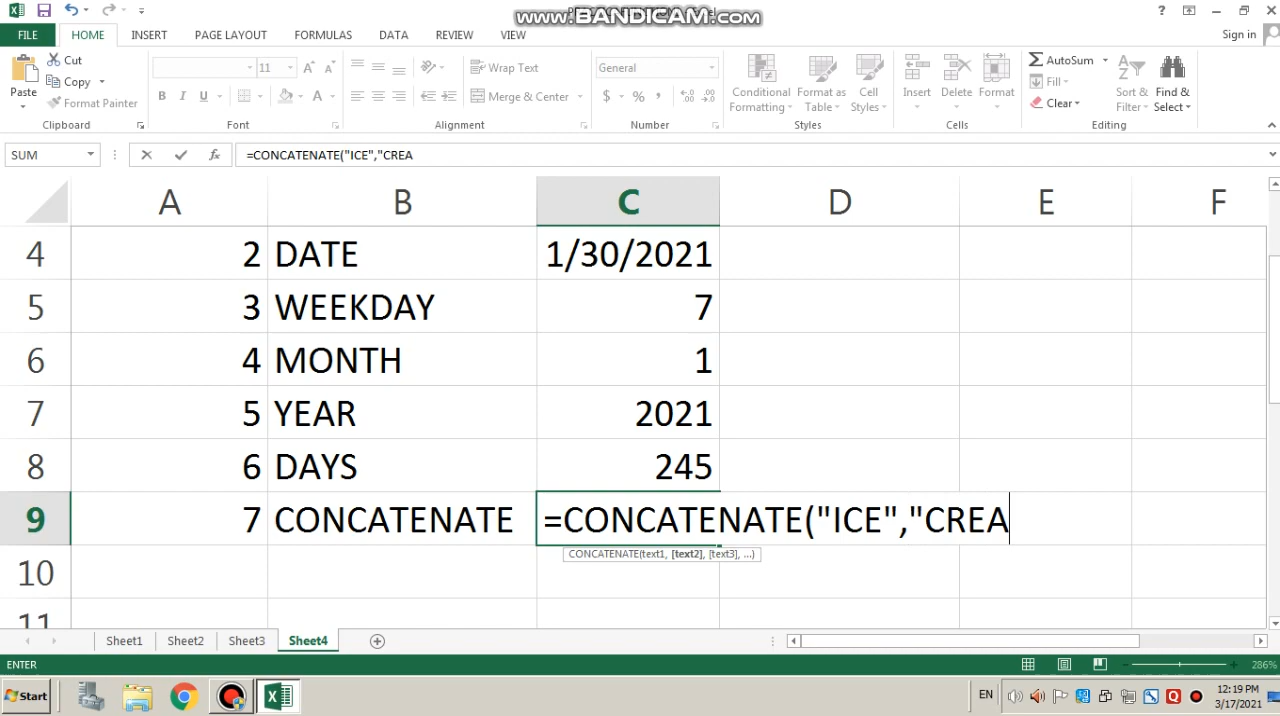 www.BANDICAM.com
Sign in
FILE HOME INSERT PAGE LAYOUT FORMULAS DATA REVIEW VIEW
Cut
Copy
Format Painter
Paste
Clipboard
11
B I U
Font
Wrap Text
Merge & Center
Alignment
General
$ % ,
Number
Conditional Formatting
Format as Table
Cell Styles
Styles
Insert Delete Format
Cells
AutoSum
Fill
Clear
Sort & Filter
Find & Select
Editing
SUM =CONCATENATE("ICE","CREA
A B C D E F
4 2 DATE 1/30/2021
5 3 WEEKDAY 7
6 4 MONTH 1
7 5 YEAR 2021
8 6 DAYS 245
9 7 CONCATENATE =CONCATENATE("ICE","CREA
CONCATENATE(text1, [text2], [text3], ...)
10
11
Sheet1 Sheet2 Sheet3 Sheet4
ENTER 286%
Start EN 12:19 PM
3/17/2021